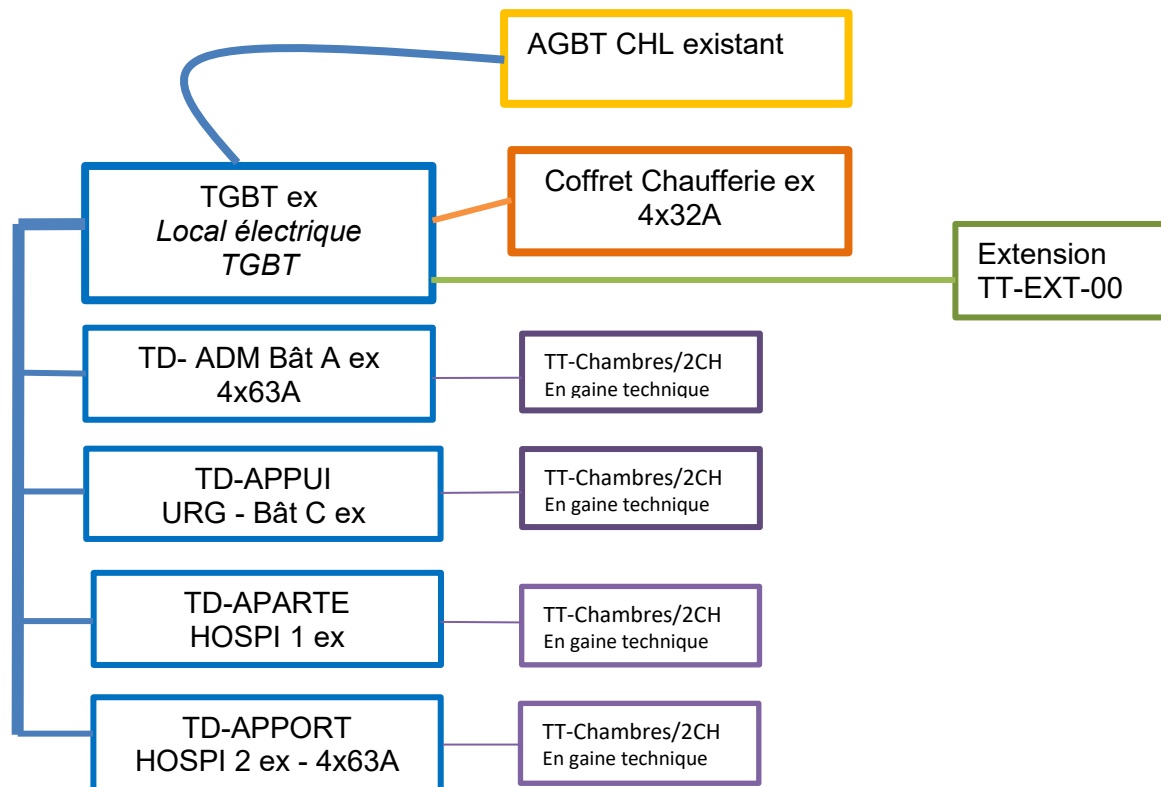 AGBT CHL existant
TGBT ex
Local électrique
TGBT
Coffret Chaufferie ex
4x32A
Extension
TT-EXT-00
TD- ADM Bât A ex
4x63A
TT-Chambres/2CH
En gaine technique
TD-APPUI
URG - Bât C ex
TT-Chambres/2CH
En gaine technique
TD-APARTE
HOSPI 1 ex
TT-Chambres/2CH
En gaine technique
TD-APPORT
HOSPI 2 ex - 4x63A
TT-Chambres/2CH
En gaine technique